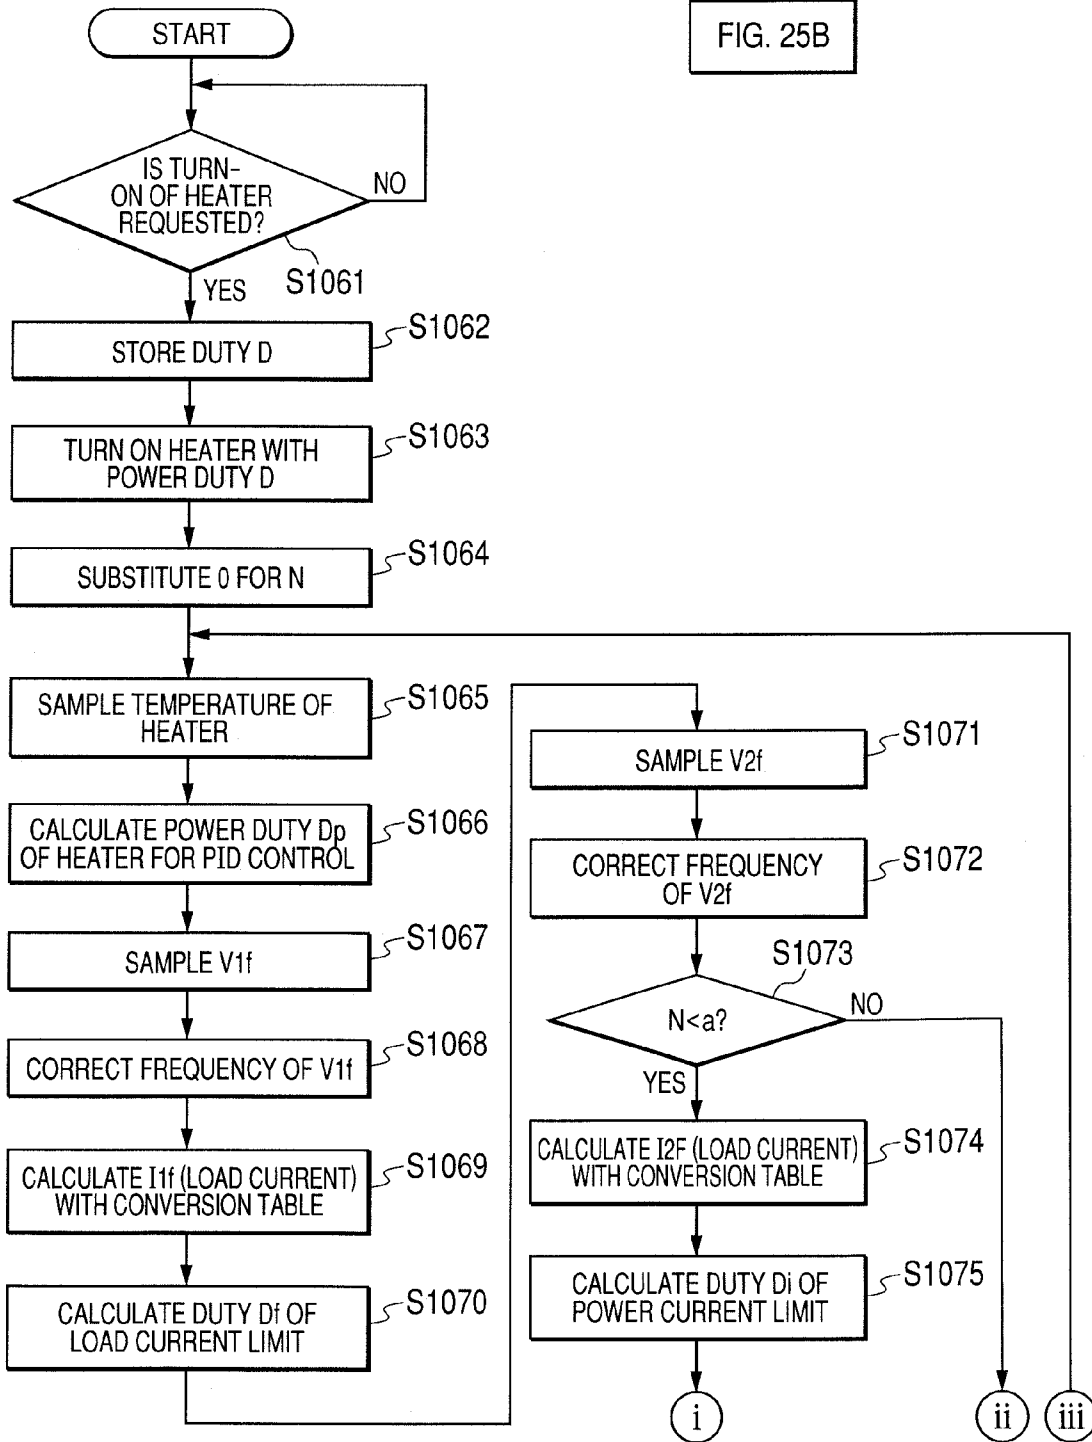 START
FIG. 25B
IS TURN-
ON OF HEATER
REQUESTED?
NO
S1061
YES
S1062
STORE DUTY D
S1063
TURN ON HEATER WITH
POWER DUTY D
S1064
SUBSTITUTE 0 FOR N
S1065
SAMPLE TEMPERATURE OF
HEATER
S1066
CALCULATE POWER DUTY Dp
OF HEATER FOR PID CONTROL
S1067
SAMPLE V1f
S1068
CORRECT FREQUENCY OF V1f
S1069
CALCULATE I1f (LOAD CURRENT)
WITH CONVERSION TABLE
S1070
CALCULATE DUTY Df OF
LOAD CURRENT LIMIT
S1071
SAMPLE V2f
S1072
CORRECT FREQUENCY
OF V2f
S1073
N<a?
NO
YES
S1074
CALCULATE I2F (LOAD CURRENT)
WITH CONVERSION TABLE
S1075
CALCULATE DUTY Di OF
POWER CURRENT LIMIT
i
ii
iii